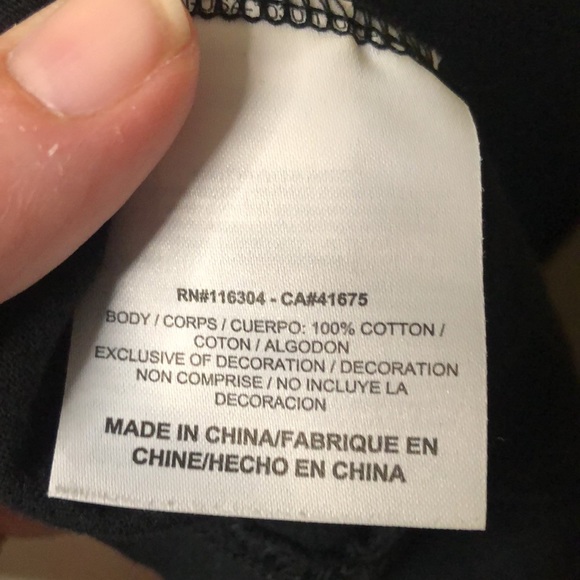 RN#116304 - CA#41675
BODY / CORPS / CUERPO: 100% COTTON /
COTON / ALGODON
EXCLUSIVE OF DECORATION / DECORATION
NON COMPRISE / NO INCLUYE LA
DECORACION
MADE IN CHINA/FABRIQUE EN
CHINE/HECHO EN CHINA